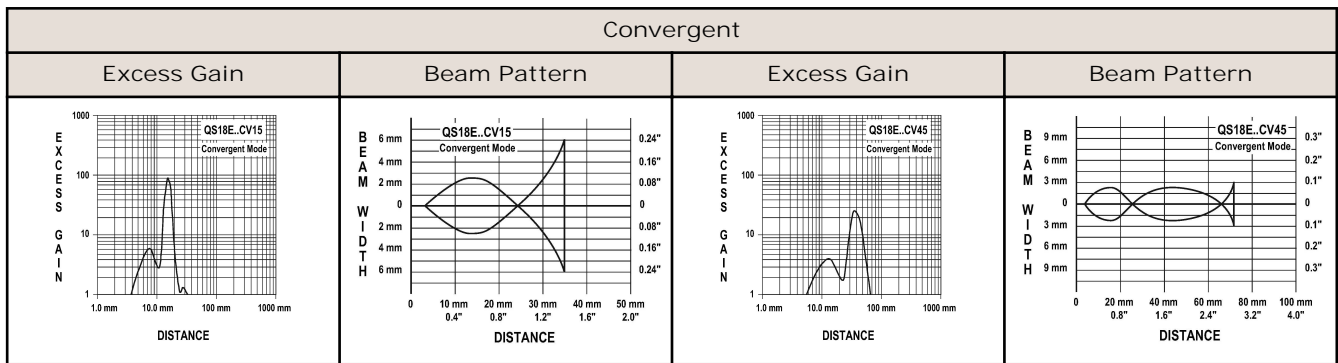 Convergent
Excess Gain
Beam Pattern
Excess Gain
Beam Pattern
EXCESS GAIN
1000
100
10
1
QS18E..CV15
Convergent Mode
1.0 mm 10.0 mm 100 mm 1000 mm
DISTANCE
BEAM WIDTH
6 mm
4 mm
2 mm
0
2 mm
4 mm
6 mm
QS18E..CV15
Convergent Mode
0.24"
0.16"
0.08"
0
0.08"
0.16"
0.24"
0 10 mm 20 mm 30 mm 40 mm 50 mm
0.4" 0.8" 1.2" 1.6" 2.0"
DISTANCE
EXCESS GAIN
1000
100
10
1
QS18E..CV45
Convergent Mode
1.0 mm 10.0 mm 100 mm 1000 mm
DISTANCE
BEAM WIDTH
9 mm
6 mm
3 mm
0
3 mm
6 mm
9 mm
QS18E..CV45
Convergent Mode
0.3"
0.2"
0.1"
0
0.1"
0.2"
0.3"
0 20 mm 40 mm 60 mm 80 mm 100 mm
0.8" 1.6" 2.4" 3.2" 4.0"
DISTANCE